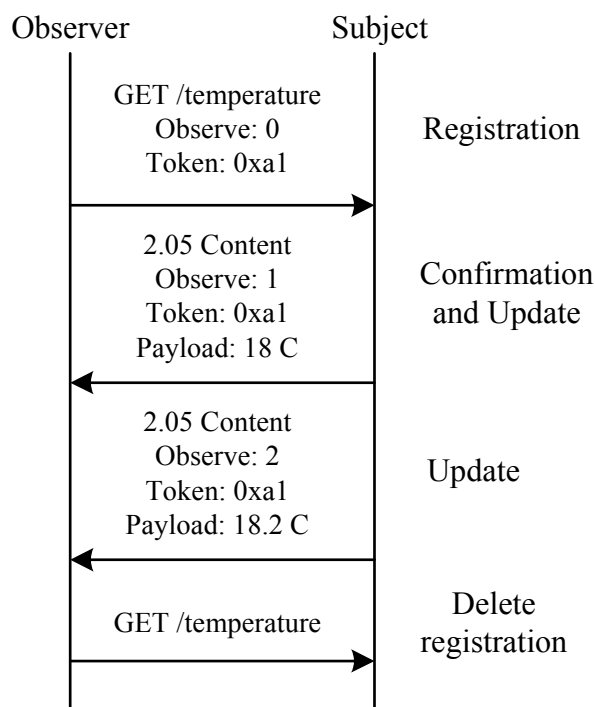 Observer
Subject
GET /temperature
Observe: 0
Token: 0xa1
Registration
2.05 Content
Observe: 1
Token: 0xa1
Payload: 18 C
Confirmation
and Update
2.05 Content
Observe: 2
Token: 0xa1
Payload: 18.2 C
Update
GET /temperature
Delete
registration